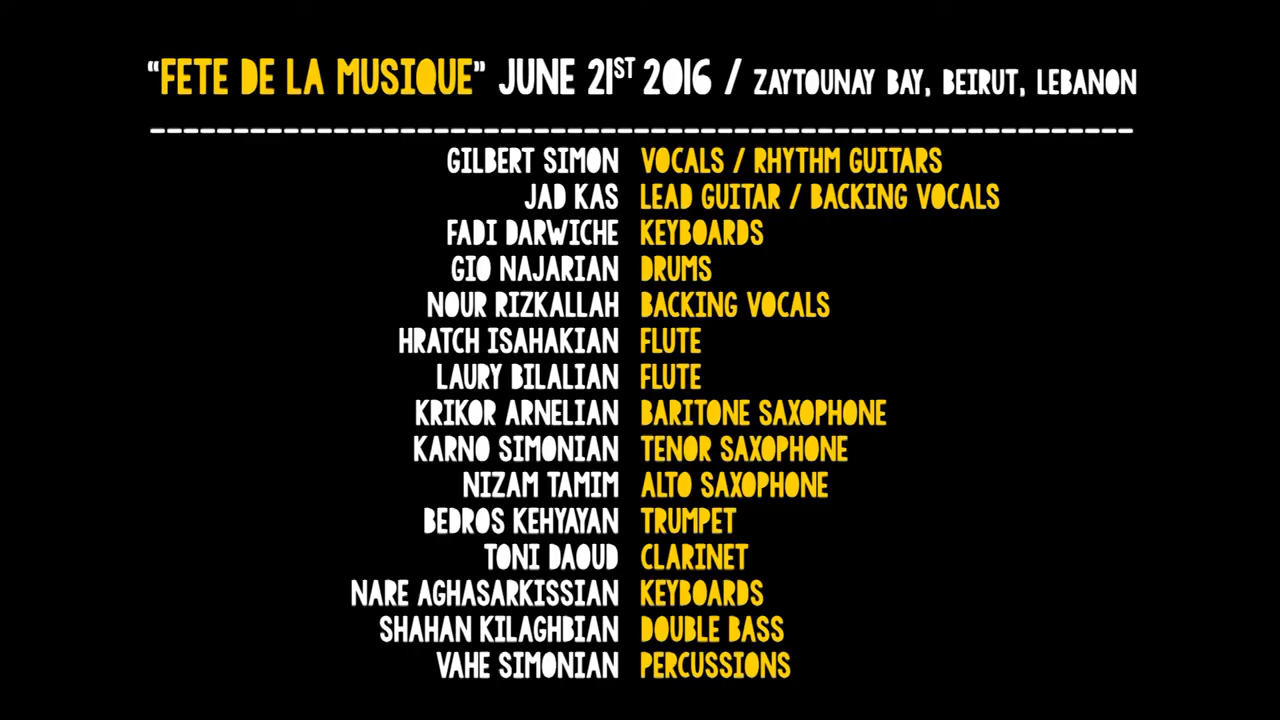 “FETE DE LA MUSIQUE” JUNE 21ST 2016 / ZAYTOUNAY BAY, BEIRUT, LEBANON
GILBERT SIMON VOCALS / RHYTHM GUITARS
JAD KAS LEAD GUITAR / BACKING VOCALS
FADI DARWICHE KEYBOARDS
GIO NAJARIAN DRUMS
NOUR RIZKALLAH BACKING VOCALS
HRATCH ISAHAKIAN FLUTE
LAURY BILALIAN FLUTE
KRIKOR ARNELIAN BARITONE SAXOPHONE
KARNO SIMONIAN TENOR SAXOPHONE
NIZAM TAMIM ALTO SAXOPHONE
BEDROS KEHYAYAN TRUMPET
TONI DAOUD CLARINET
NARE AGHASARKISSIAN KEYBOARDS
SHAHAN KILAGHBIAN DOUBLE BASS
VAHE SIMONIAN PERCUSSIONS